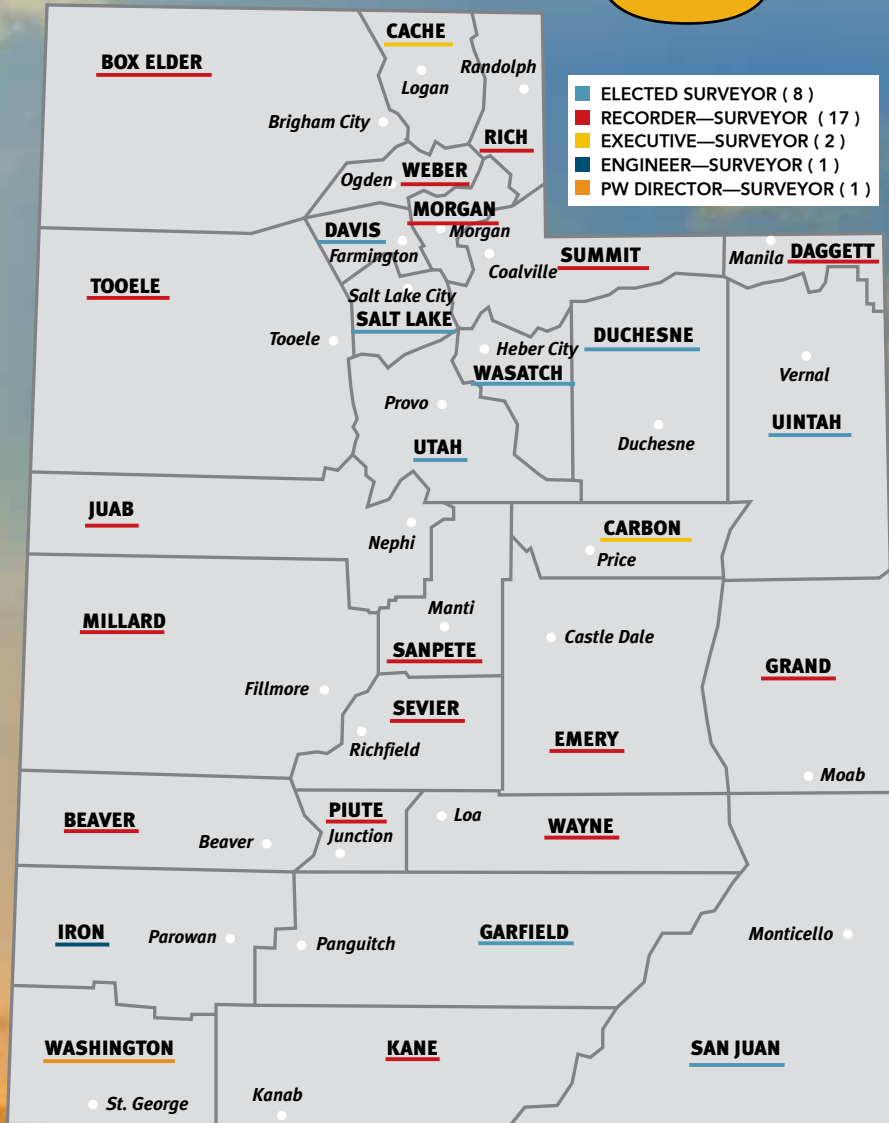 CACHE
BOX ELDER
Randolph
Logan
ELECTED SURVEYOR ( 8 )
RECORDER—SURVEYOR ( 17 )
EXECUTIVE—SURVEYOR ( 2 )
ENGINEER—SURVEYOR ( 1 )
PW DIRECTOR—SURVEYOR ( 1 )
Brigham City
RICH
WEBER
Ogden
MORGAN
Morgan
DAVIS
Farmington
SUMMIT
Coalville
Manila
DAGGETT
TOOELE
Salt Lake City
SALT LAKE
Tooele
Heber City
DUCHESNE
WASATCH
Vernal
Provo
UTAH
Duchesne
UINTAH
JUAB
Nephi
CARBON
Price
MILLARD
Manti
SANPETE
Castle Dale
GRAND
Fillmore
SEVIER
Richfield
EMERY
Moab
BEAVER
Beaver
PIUTE
Junction
Loa
WAYNE
IRON
Parowan
Panguitch
GARFIELD
Monticello
WASHINGTON
KANE
SAN JUAN
St. George
Kanab